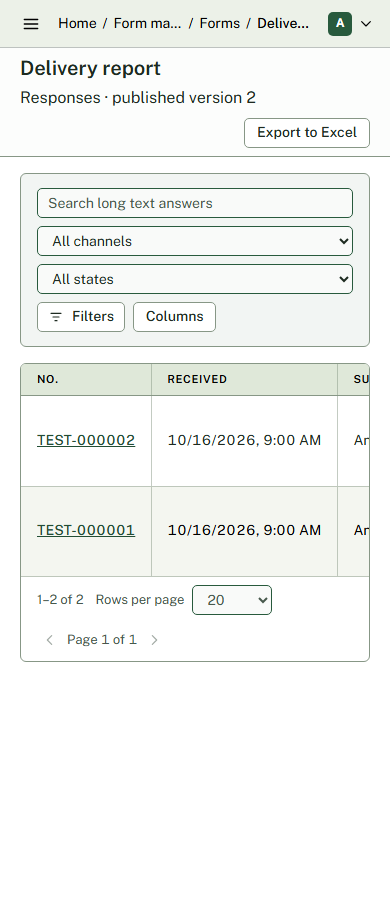 Home / Form ma... / Forms / Delive... A
Delivery report
Responses · published version 2
Export to Excel
Search long text answers
All channels
All states
Filters Columns
NO. RECEIVED SU
TEST-000002 10/16/2026, 9:00 AM Ar
TEST-000001 10/16/2026, 9:00 AM Ar
1–2 of 2 Rows per page 20
Page 1 of 1